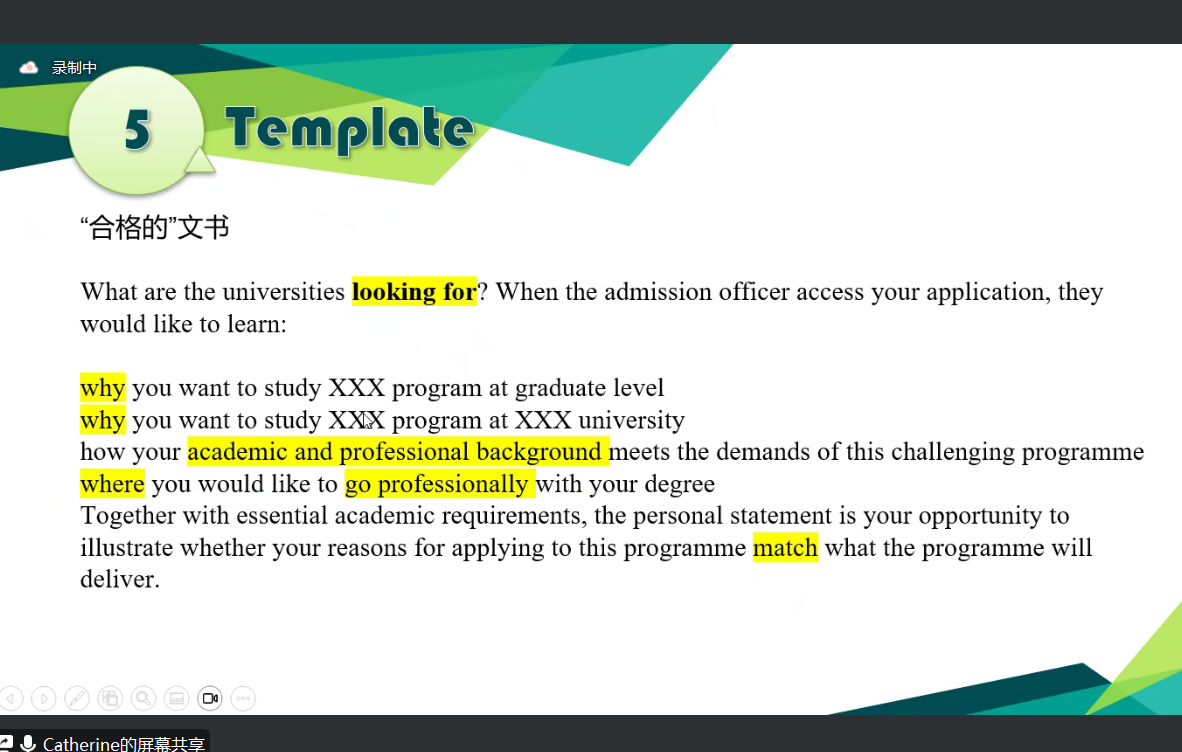 录制中
5 Template
“合格的”文书
What are the universities looking for? When the admission officer access your application, they
would like to learn:
why you want to study XXX program at graduate level
why you want to study XXX program at XXX university
how your academic and professional background meets the demands of this challenging programme
where you would like to go professionally with your degree
Together with essential academic requirements, the personal statement is your opportunity to
illustrate whether your reasons for applying to this programme match what the programme will
deliver.
Catherine的屏幕共享